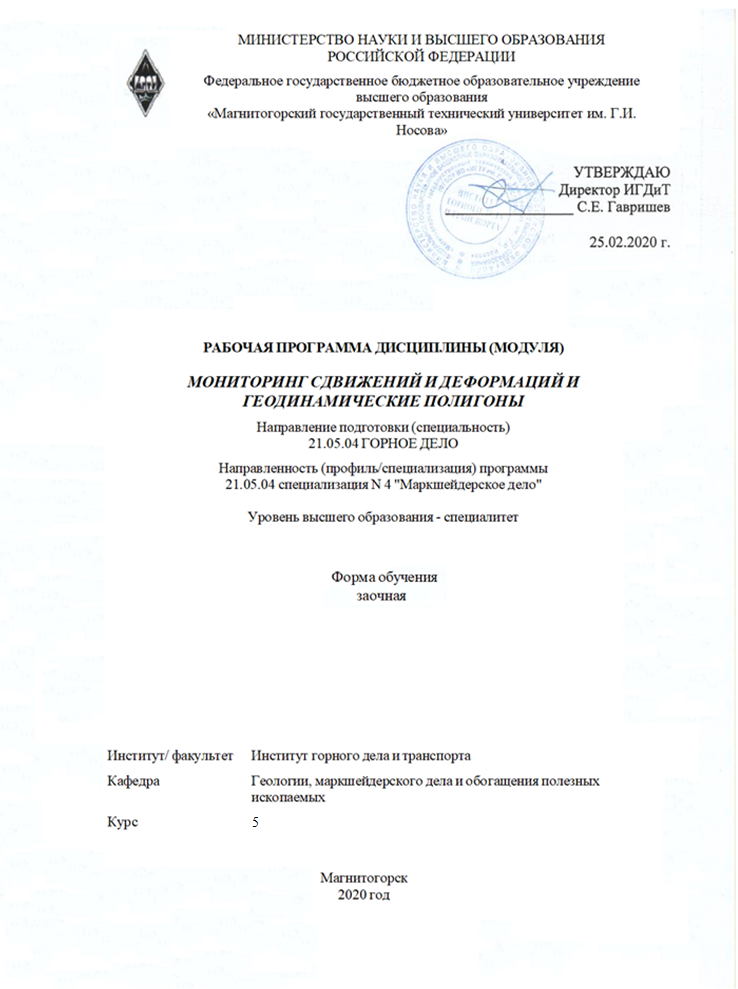 МИНИСТЕРСТВО НАУКИ И ВЫСШЕГО ОБРАЗОВАНИЯ
РОССИЙСКОЙ ФЕДЕРАЦИИ
Федеральное государственное бюджетное образовательное учреждение
высшего образования
«Магнитогорский государственный технический университет им. Г.И.
Носова»
УТВЕРЖДАЮ
Директор ИГДиТ
С.Е. Гавришев
25.02.2020 г.
РАБОЧАЯ ПРОГРАММА ДИСЦИПЛИНЫ (МОДУЛЯ)
МОНИТОРИНГ СДВИЖЕНИЙ И ДЕФОРМАЦИЙ И
ГЕОДИНАМИЧЕСКИЕ ПОЛИГОНЫ
Направление подготовки (специальность)
21.05.04 ГОРНОЕ ДЕЛО
Направленность (профиль/специализация) программы
21.05.04 специализация N 4 "Маркшейдерское дело"
Уровень высшего образования - специалитет
Форма обучения
заочная
Институт/ факультет Институт горного дела и транспорта
Кафедра Геологии, маркшейдерского дела и обогащения полезных
ископаемых
Курс 5
Магнитогорск
2020 год